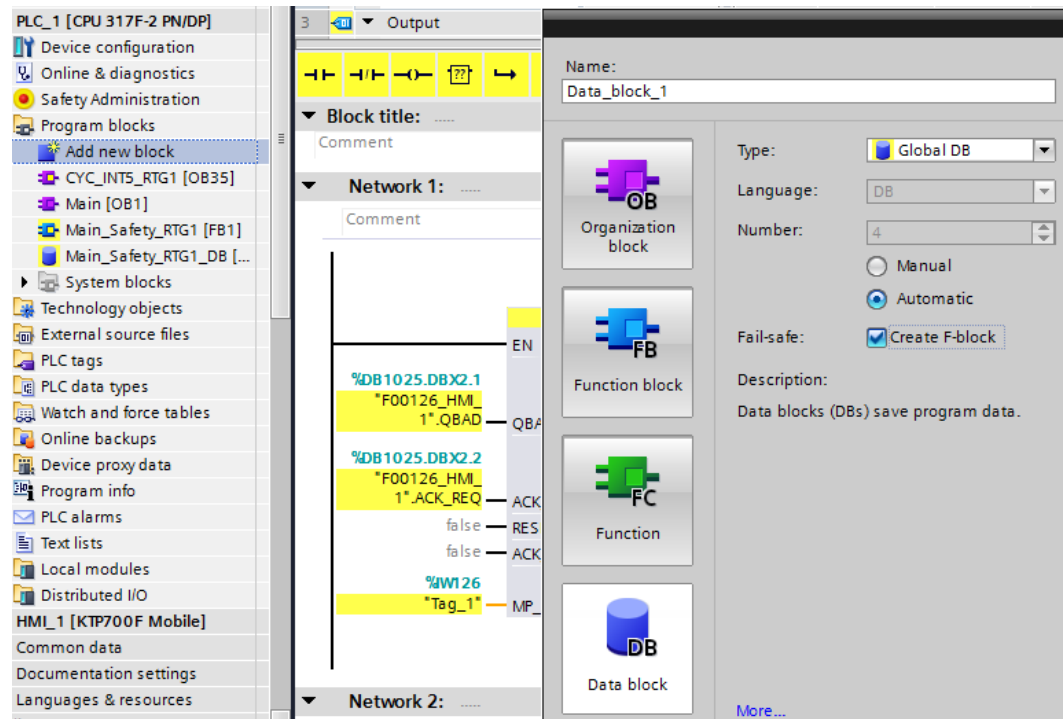 PLC_1 [CPU 317F-2 PN/DP]
Device configuration
Online & diagnostics
Safety Administration
Program blocks
Add new block
CYC_INT5_RTG1 [OB35]
Main [OB1]
Main_Safety_RTG1 [FB1]
Main_Safety_RTG1_DB [...
System blocks
Technology objects
External source files
PLC tags
PLC data types
Watch and force tables
Online backups
Device proxy data
Program info
PLC alarms
Text lists
Local modules
Distributed I/O
HMI_1 [KTP700F Mobile]
Common data
Documentation settings
Languages & resources
3 Output
??
Block title: .....
Comment
Network 1: .....
Comment
EN
%DB1025.DBX2.1
"F00126_HMI_
1".QBAD QBA
%DB1025.DBX2.2
"F00126_HMI_
1".ACK_REQ ACK
false RES
false ACK
%IW126
"Tag_1" MP_
Network 2: .....
Name:
Data_block_1
OB
Organization
block
FB
Function block
FC
Function
DB
Data block
Type: Global DB
Language: DB
Number: 4
Manual
Automatic
Fail-safe: Create F-block
Description:
Data blocks (DBs) save program data.
More...